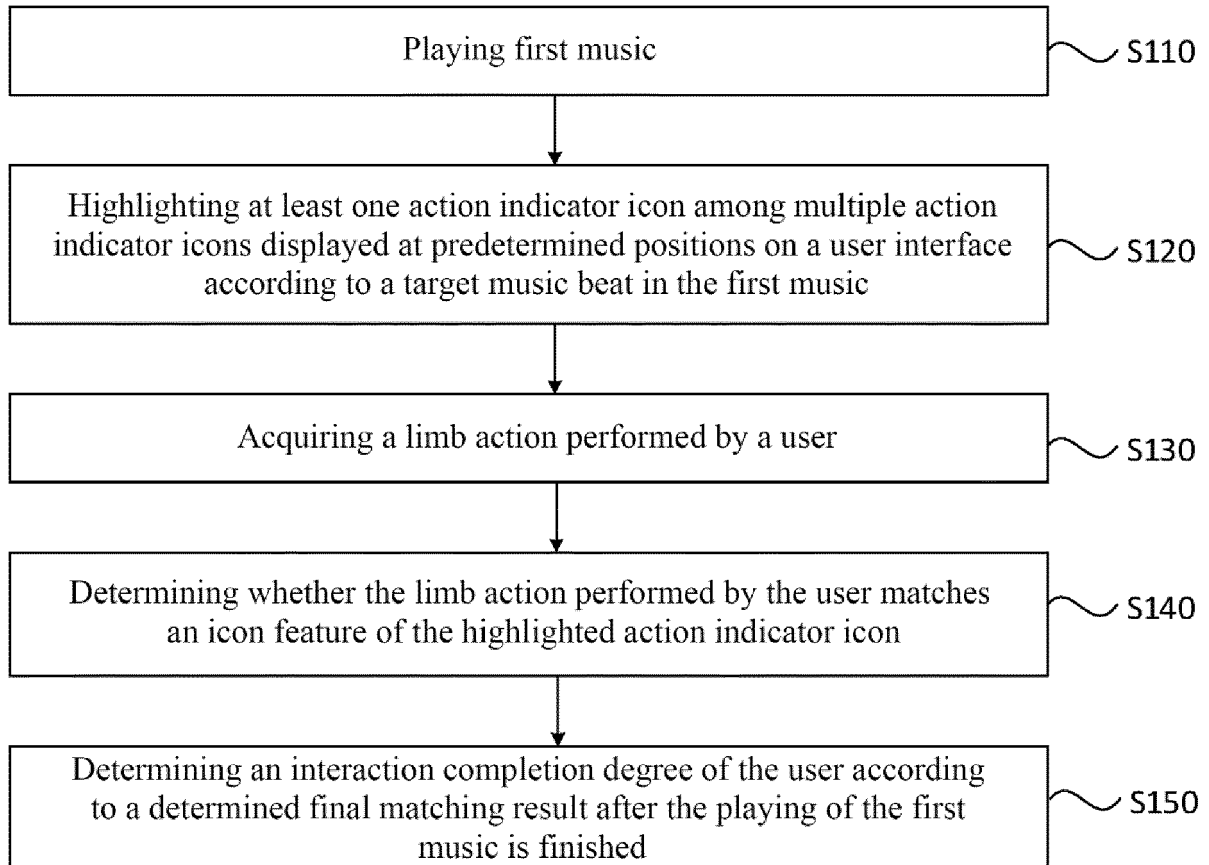 Playing first music
S110
Highlighting at least one action indicator icon among multiple action
indicator icons displayed at predetermined positions on a user interface
according to a target music beat in the first music
S120
Acquiring a limb action performed by a user
S130
Determining whether the limb action performed by the user matches
an icon feature of the highlighted action indicator icon
S140
Determining an interaction completion degree of the user according
to a determined final matching result after the playing of the first
music is finished
S150